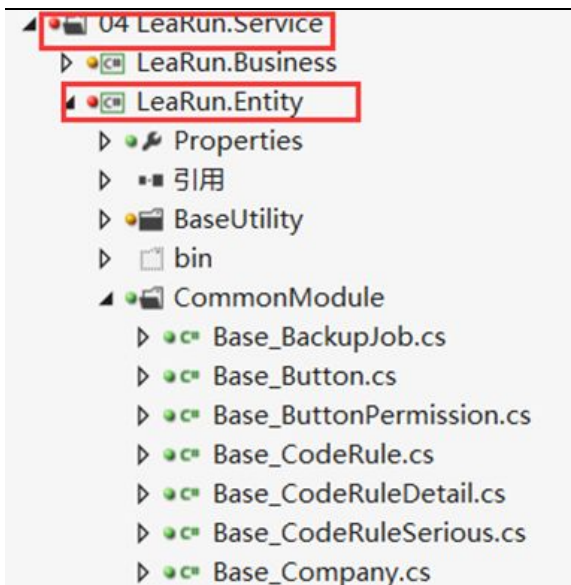 04 LeaRun.Service
LeaRun.Business
LeaRun.Entity
Properties
引用
BaseUtility
bin
CommonModule
Base_BackupJob.cs
Base_Button.cs
Base_ButtonPermission.cs
Base_CodeRule.cs
Base_CodeRuleDetail.cs
Base_CodeRuleSerious.cs
Base_Company.cs